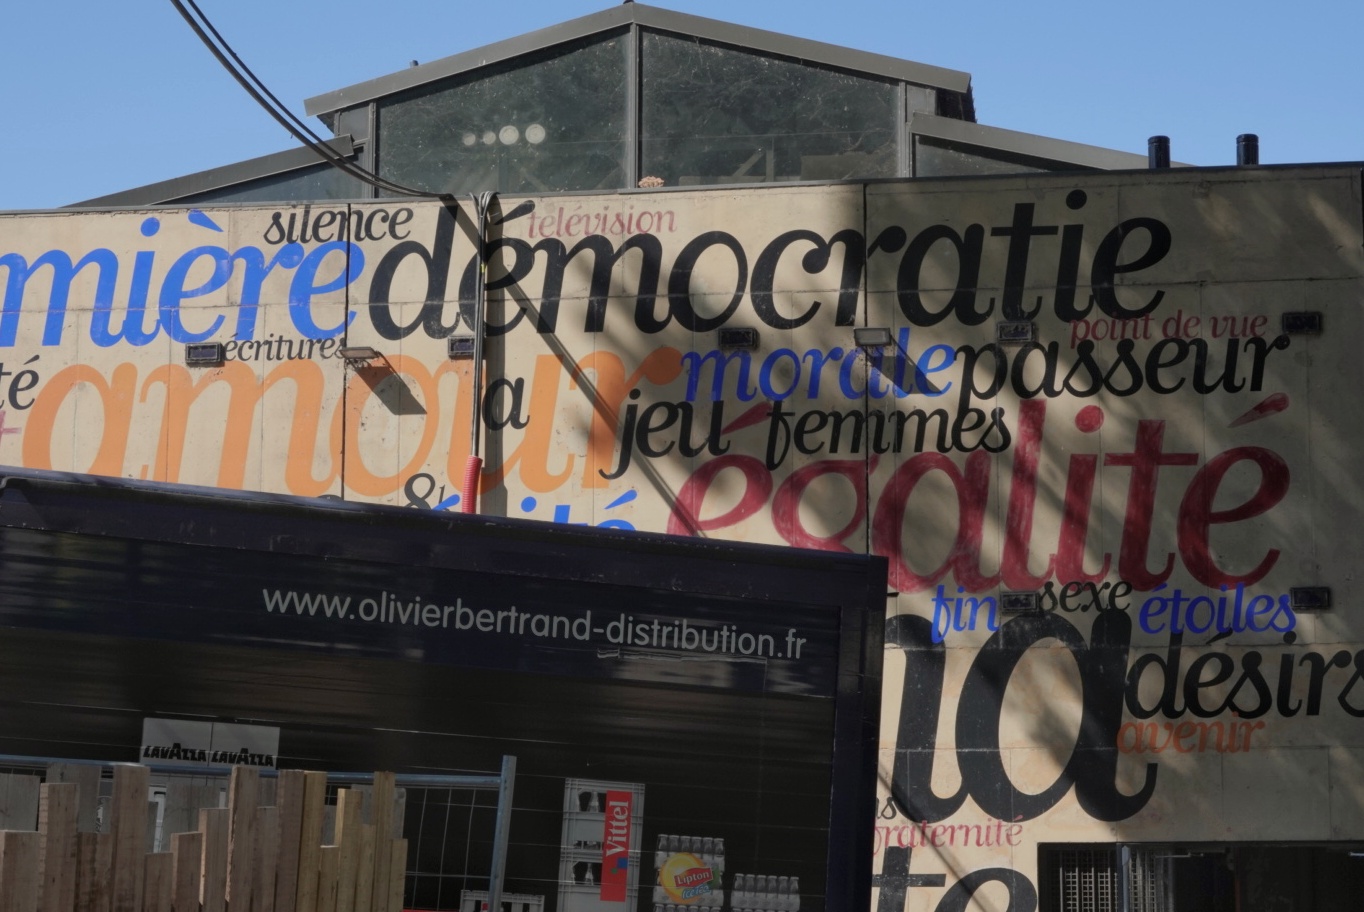 silence
télévision
mière
démocratie
point de vue
écritures
té
amour
morale
passeur
a
jeu
femmes
égalité
&
fin
sexe
étoiles
désirs
avenir
fraternité
www.olivierbertrand-distribution.fr
LAVAZZA LAVAZZA
Vittel
Lipton